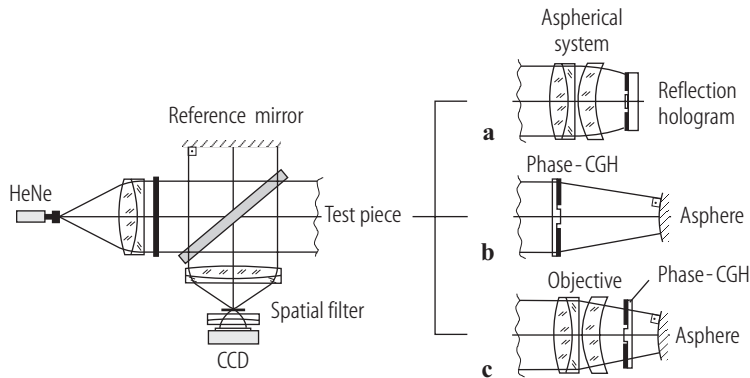 HeNe
Reference mirror
Test piece
Spatial filter
CCD
Aspherical
system
a
Reflection
hologram
Phase-CGH
b
Asphere
Objective
Phase-CGH
c
Asphere